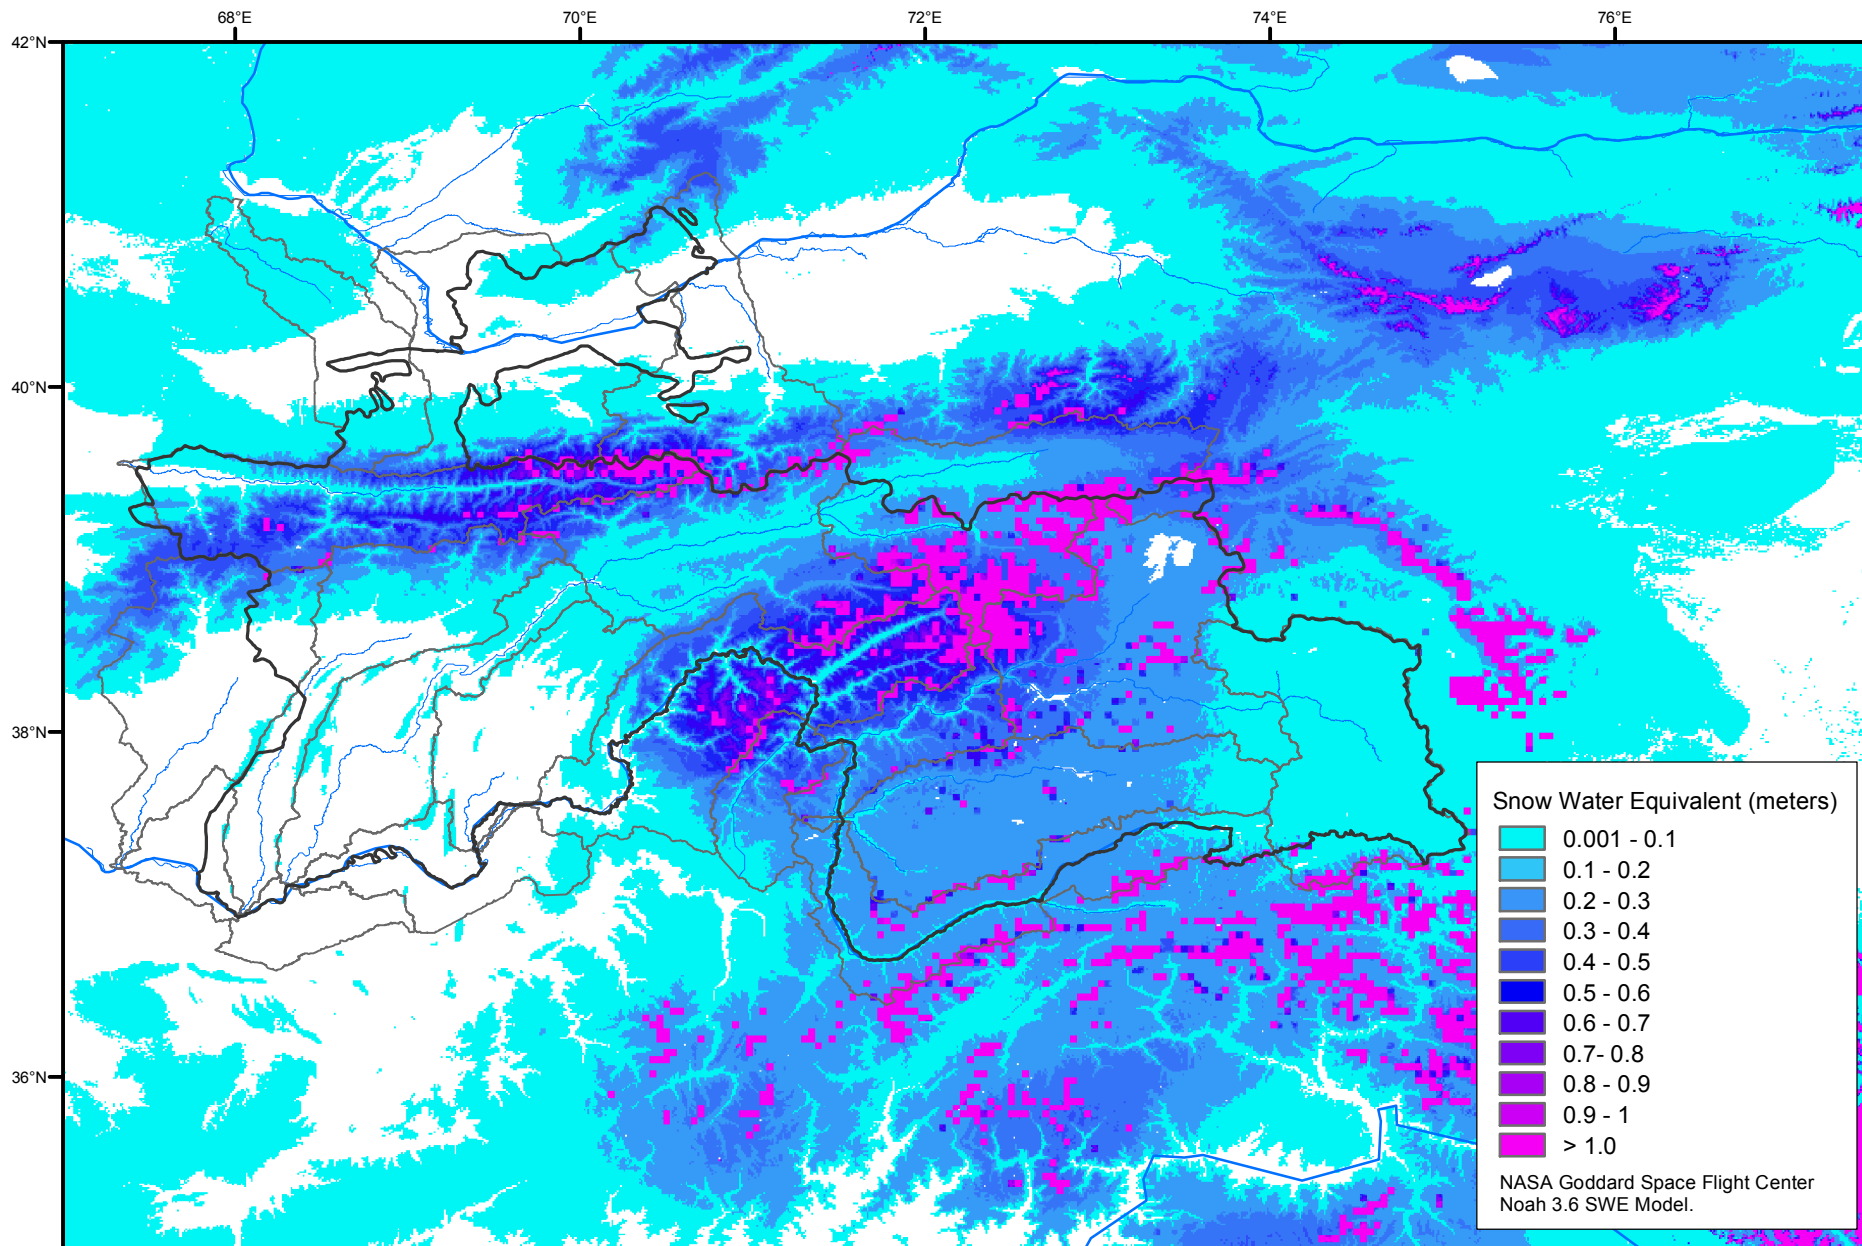 68°E 70°E 72°E 74°E 76°E
42°N
40°N
38°N
36°N
Snow Water Equivalent (meters)
0.001 - 0.1
0.1 - 0.2
0.2 - 0.3
0.3 - 0.4
0.4 - 0.5
0.5 - 0.6
0.6 - 0.7
0.7- 0.8
0.8 - 0.9
0.9 - 1
> 1.0
NASA Goddard Space Flight Center
Noah 3.6 SWE Model.